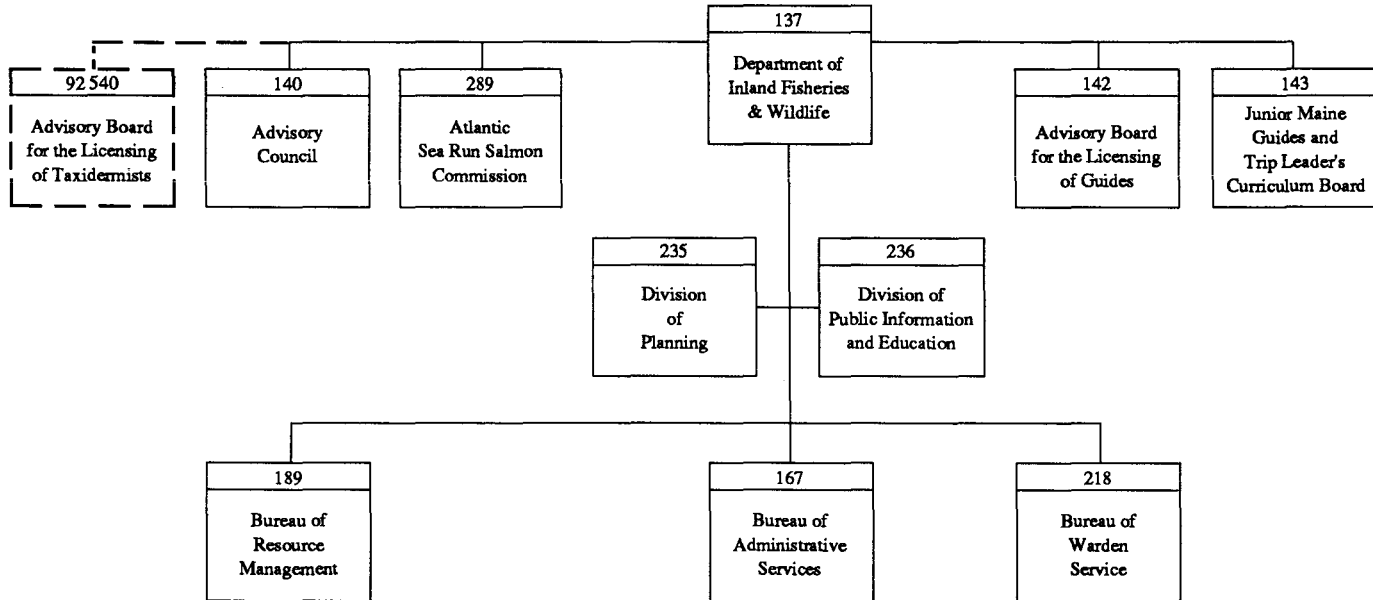 137
Department of
Inland Fisheries
& Wildlife
92 540
Advisory Board
for the Licensing
of Taxidermists
140
Advisory
Council
289
Atlantic
Sea Run Salmon
Commission
142
Advisory Board
for the Licensing
of Guides
143
Junior Maine
Guides and
Trip Leader's
Curriculum Board
235
Division
of
Planning
236
Division of
Public Information
and Education
189
Bureau of
Resource
Management
167
Bureau of
Administrative
Services
218
Bureau of
Warden
Service